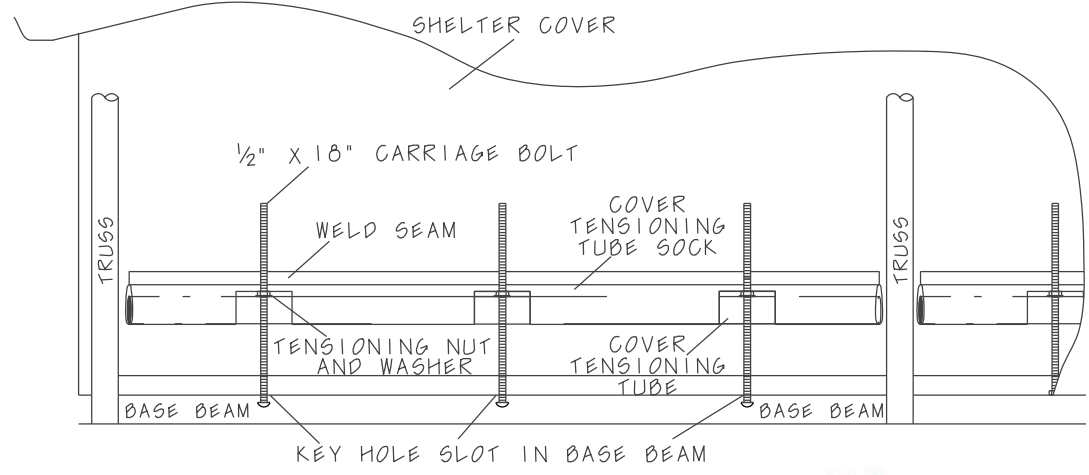 SHELTER COVER
½" X 18" CARRIAGE BOLT
WELD SEAM
COVER
TENSIONING
TUBE SOCK
TRUSS
TRUSS
TENSIONING NUT
AND WASHER
COVER
TENSIONING
TUBE
BASE BEAM
BASE BEAM
KEY HOLE SLOT IN BASE BEAM